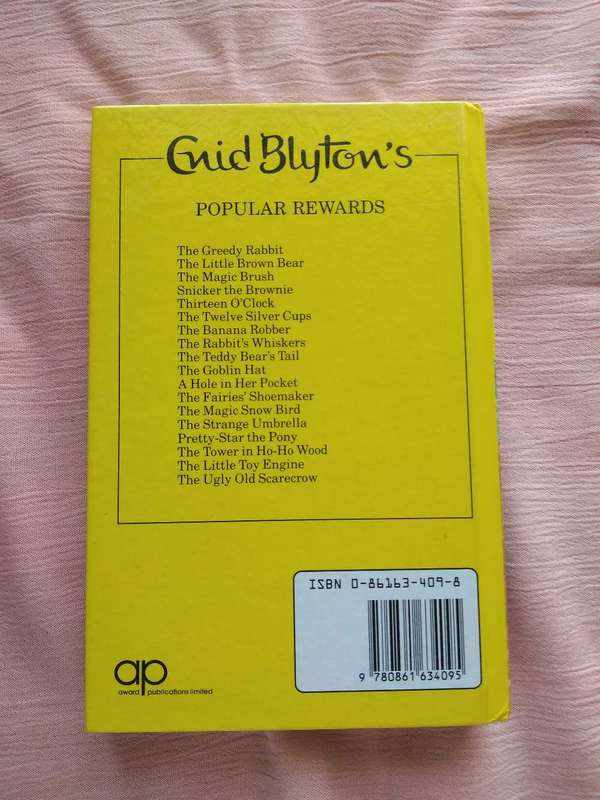 Enid Blyton's
POPULAR REWARDS
The Greedy Rabbit
The Little Brown Bear
The Magic Brush
Snicker the Brownie
Thirteen O'Clock
The Twelve Silver Cups
The Banana Robber
The Rabbit's Whiskers
The Teddy Bear's Tail
The Goblin Hat
A Hole in Her Pocket
The Fairies' Shoemaker
The Magic Snow Bird
The Strange Umbrella
Pretty-Star the Pony
The Tower in Ho-Ho Wood
The Little Toy Engine
The Ugly Old Scarecrow
ISBN 0-86163-409-8
9 780861 634095
ap
award publications limited